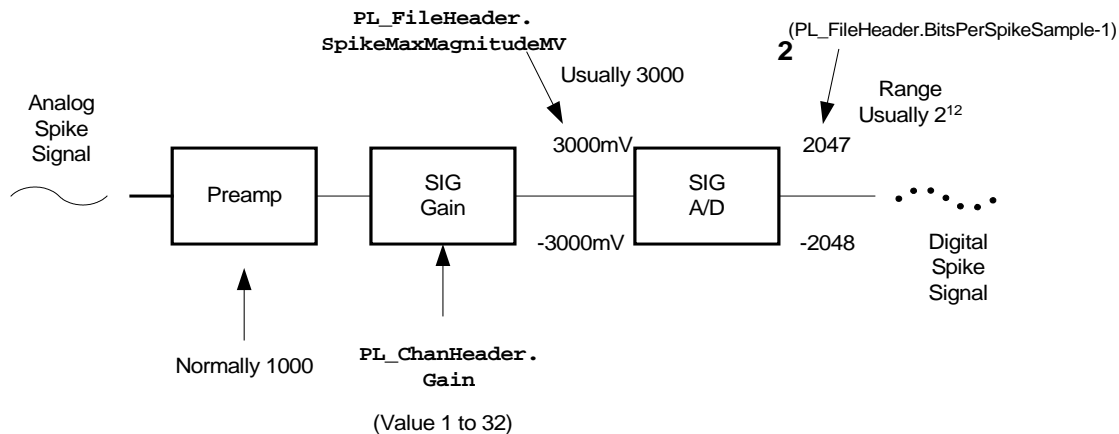 PL_FileHeader.
SpikeMaxMagnitudeMV
2(PL_FileHeader.BitsPerSpikeSample-1)
Usually 3000
Range
Usually 2¹²
Analog
Spike
Signal
3000mV
2047
Preamp
SIG
Gain
SIG
A/D
-3000mV
-2048
Digital
Spike
Signal
Normally 1000
PL_ChanHeader.
Gain
(Value 1 to 32)